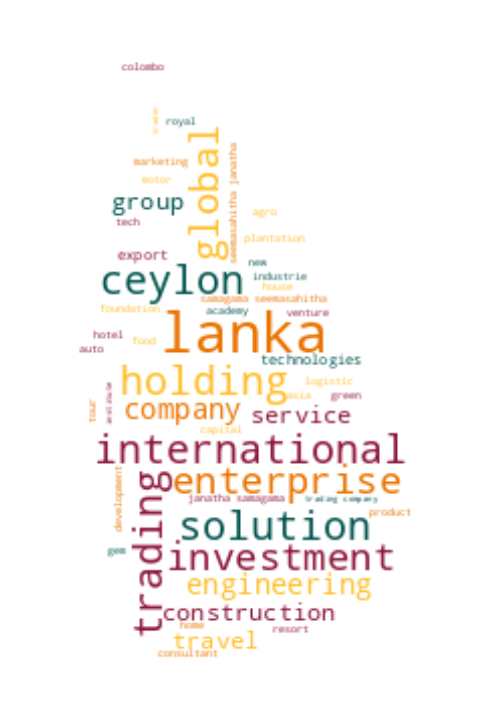 colombo
trade
royal
global
marketing
seemasahitha janatha
motor
group
agro
tech
plantation
export
new
ceylon
industrie
house
samagama seemasahitha
foundation
academy
venture
lanka
hotel
food
auto
technologies
holding
logistic
institute
asia
green
tour
company
service
capital
international
development
trading
enterprise
janatha samagama
trading company
product
solution
gem
investment
engineering
construction
home
resort
travel
consultant